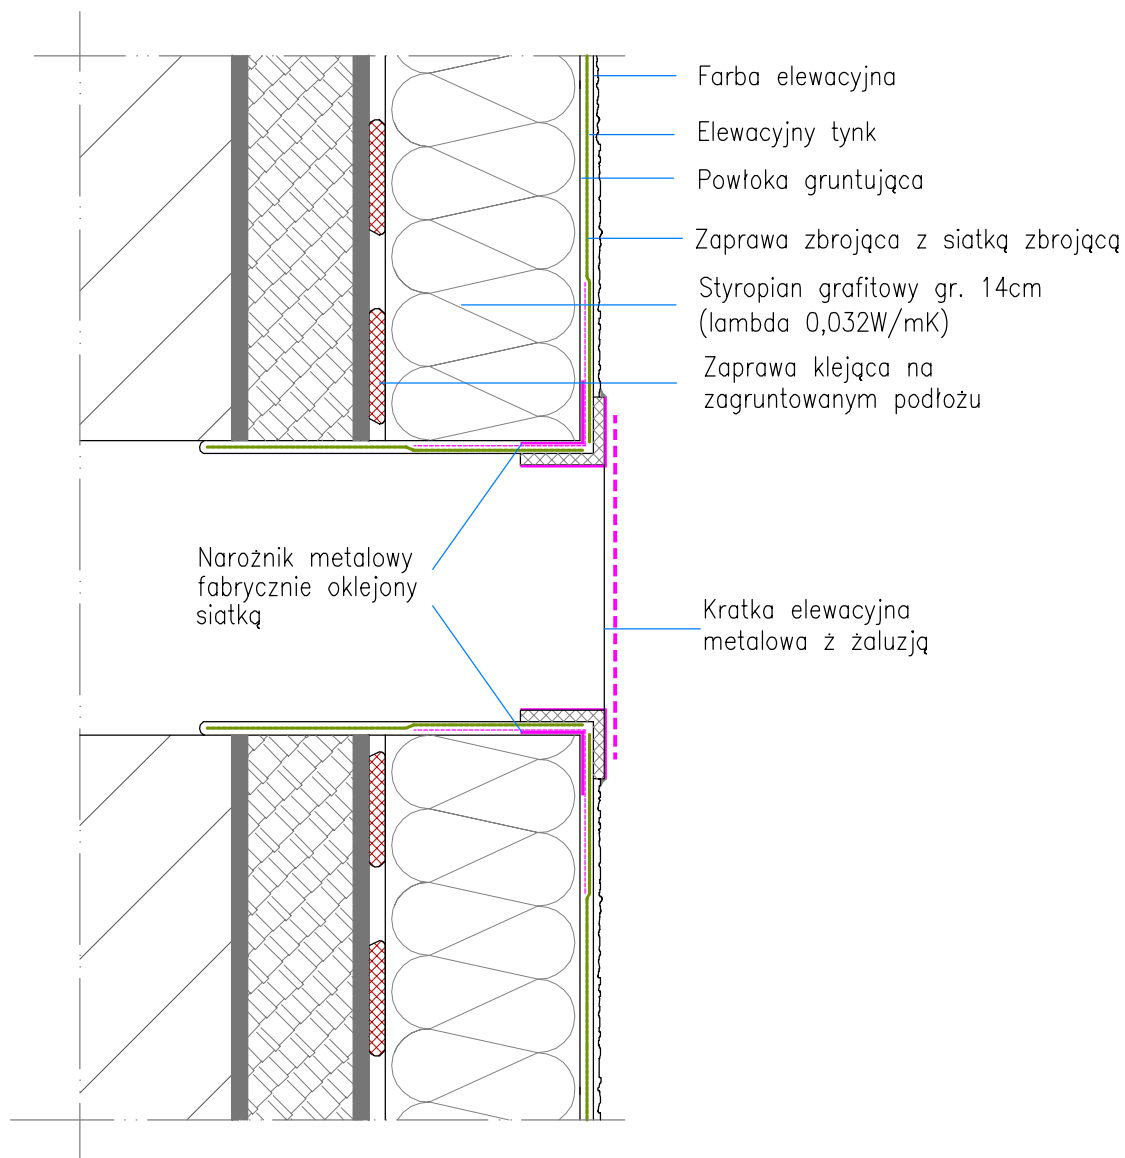 Farba elewacyjna
Elewacyjny tynk
Powłoka gruntująca
Zaprawa zbrojąca z siatką zbrojącą
Styropian grafitowy gr. 14cm
(lambda 0,032W/mK)
Zaprawa klejąca na
zagruntowanym podłożu
Narożnik metalowy
fabrycznie oklejony
siatką
Kratka elewacyjna
metalowa ż żaluzją